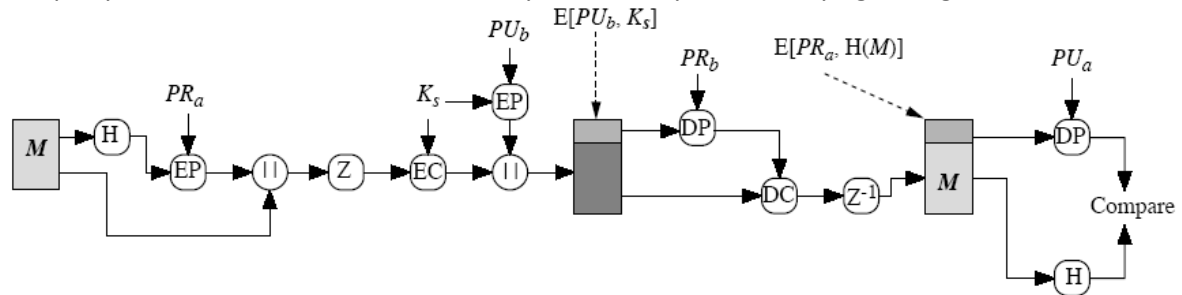 E[PU_b, K_s]
PU_b
E[PR_a, H(M)]
PR_b
PU_a
PR_a
K_s
EP
M
H
DP
DP
EP
||
Z
EC
||
DC
Z⁻¹
M
Compare
H